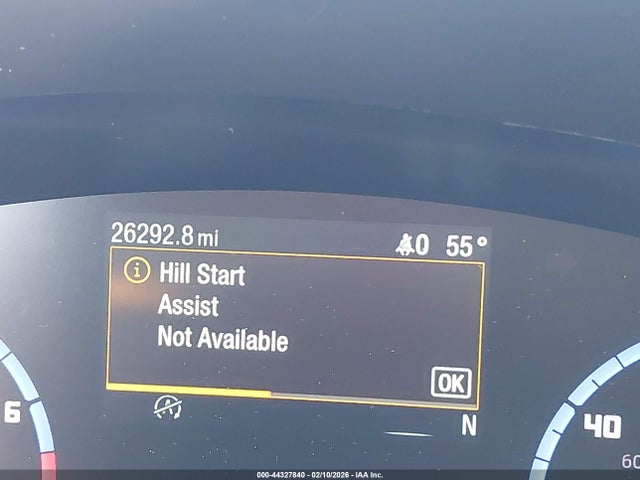 26292.8 mi 0 55°
Hill Start
Assist
Not Available
OK
6
N
40
60
000-44327840 - 02/10/2026 - IAA Inc.